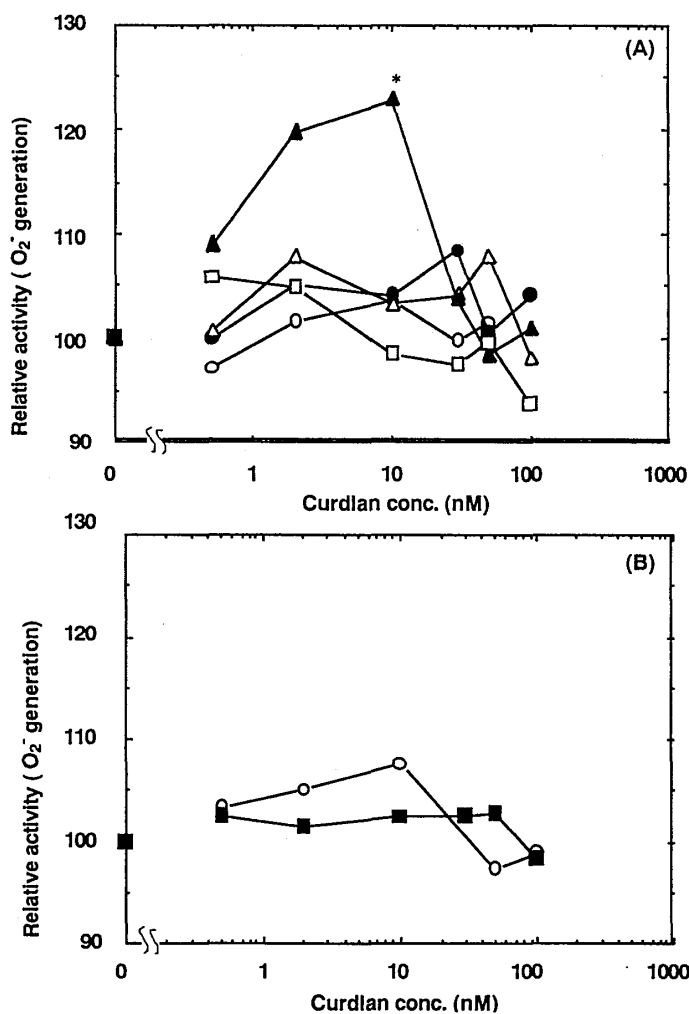 130
(A)
120
110
100
90
*
Relative activity ( O₂⁻ generation)
0 1 10 100 1000
Curdlan conc. (nM)
130
(B)
120
110
100
90
Relative activity ( O₂⁻ generation)
0 1 10 100 1000
Curdlan conc. (nM)